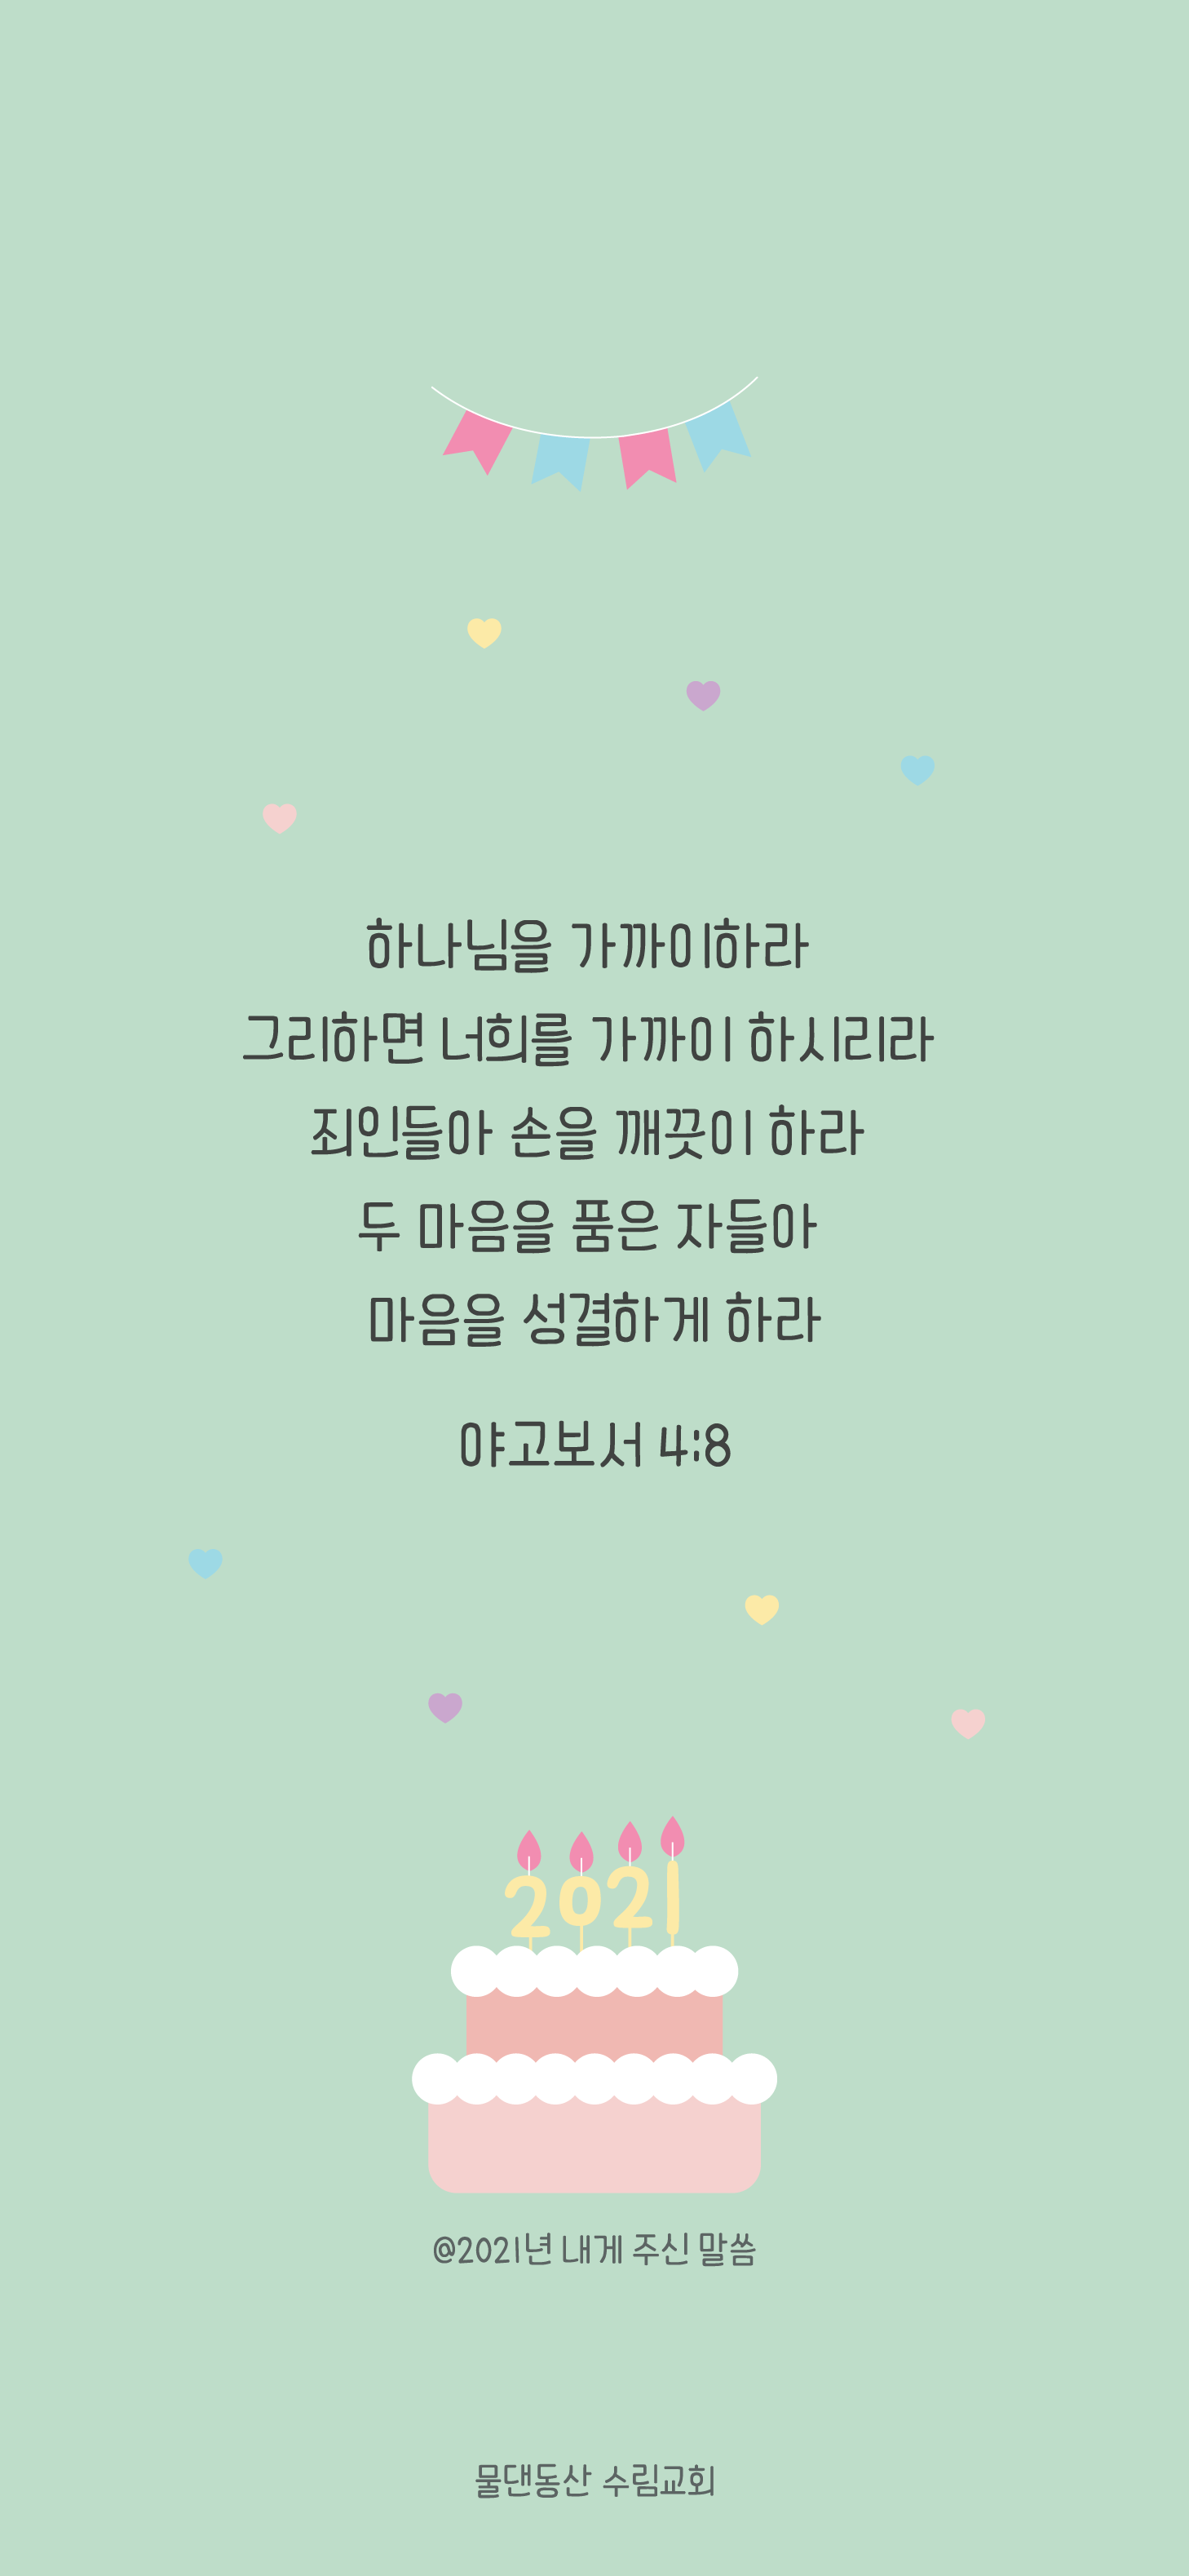 하나님을 가까이하라
그리하면 너희를 가까이 하시리라
죄인들아 손을 깨끗이 하라
두 마음을 품은 자들아
마음을 성결하게 하라
야고보서 4:8
2021
@2021년 내게 주신 말씀
물댄동산 수림교회